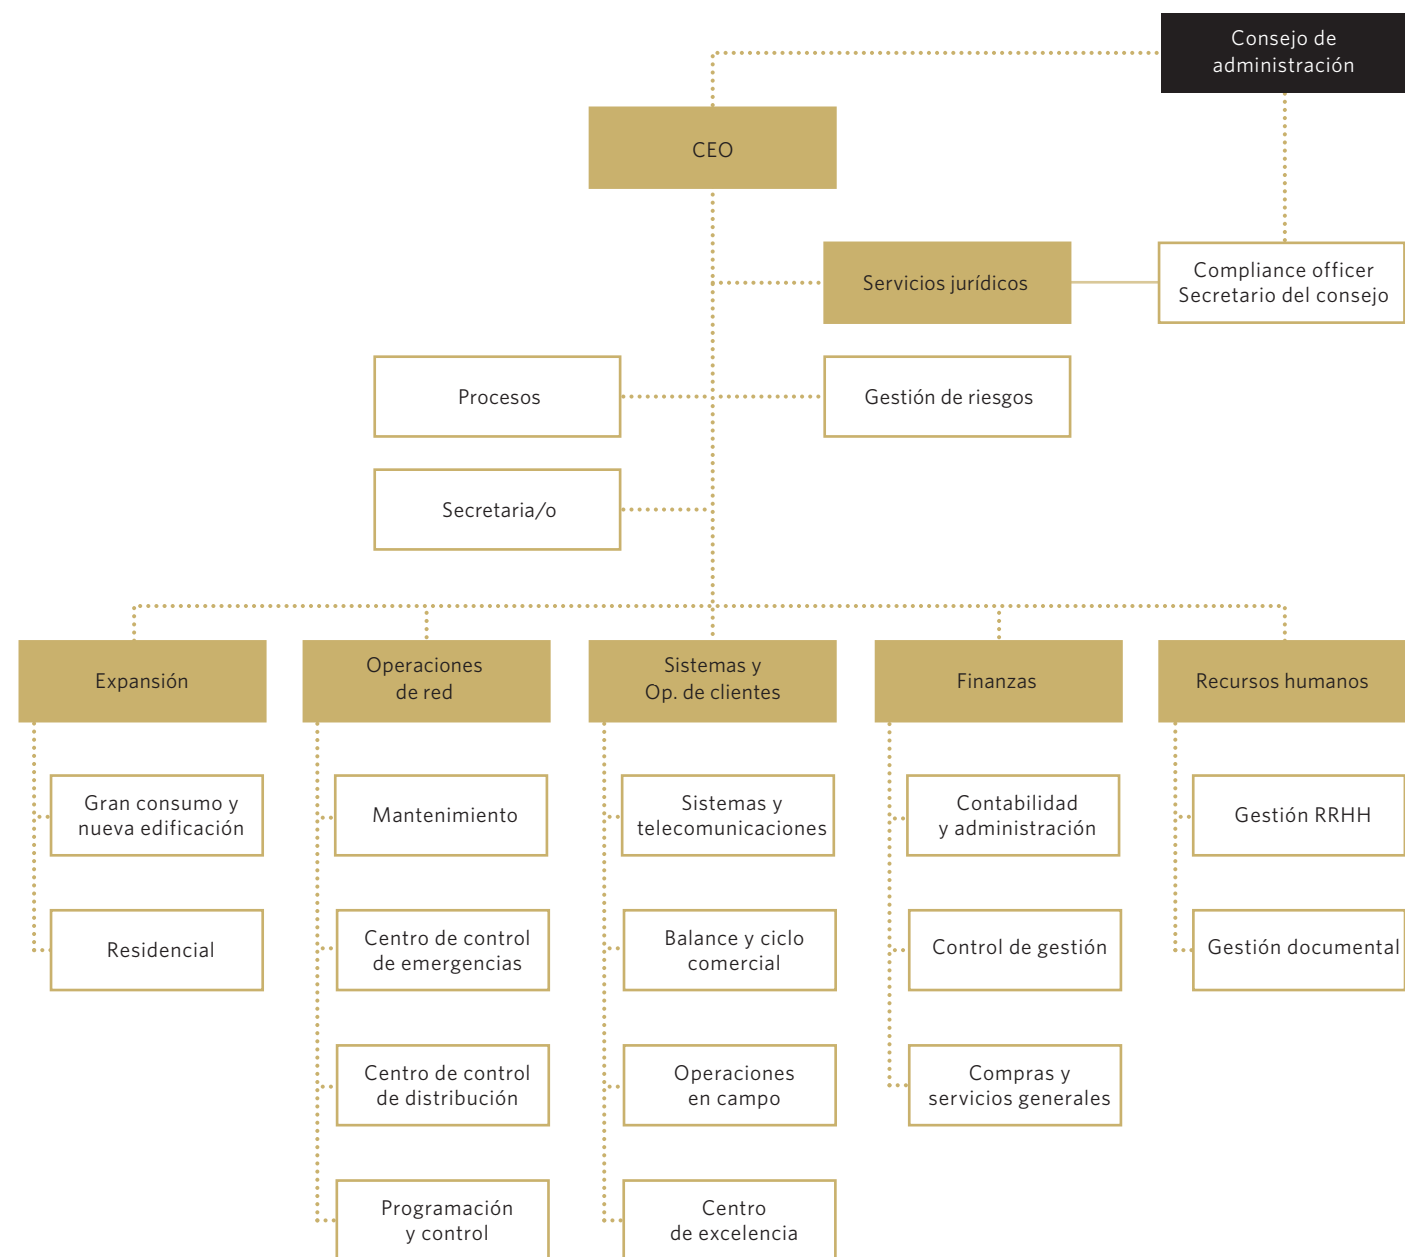 Consejo de
administración
CEO
Servicios jurídicos
Compliance officer
Secretario del consejo
Procesos
Gestión de riesgos
Secretaria/o
Expansión
Operaciones
de red
Sistemas y
Op. de clientes
Finanzas
Recursos humanos
Gran consumo y
nueva edificación
Mantenimiento
Sistemas y
telecomunicaciones
Contabilidad
y administración
Gestión RRHH
Residencial
Centro de control
de emergencias
Balance y ciclo
comercial
Control de gestión
Gestión documental
Centro de control
de distribución
Operaciones
en campo
Compras y
servicios generales
Programación
y control
Centro
de excelencia